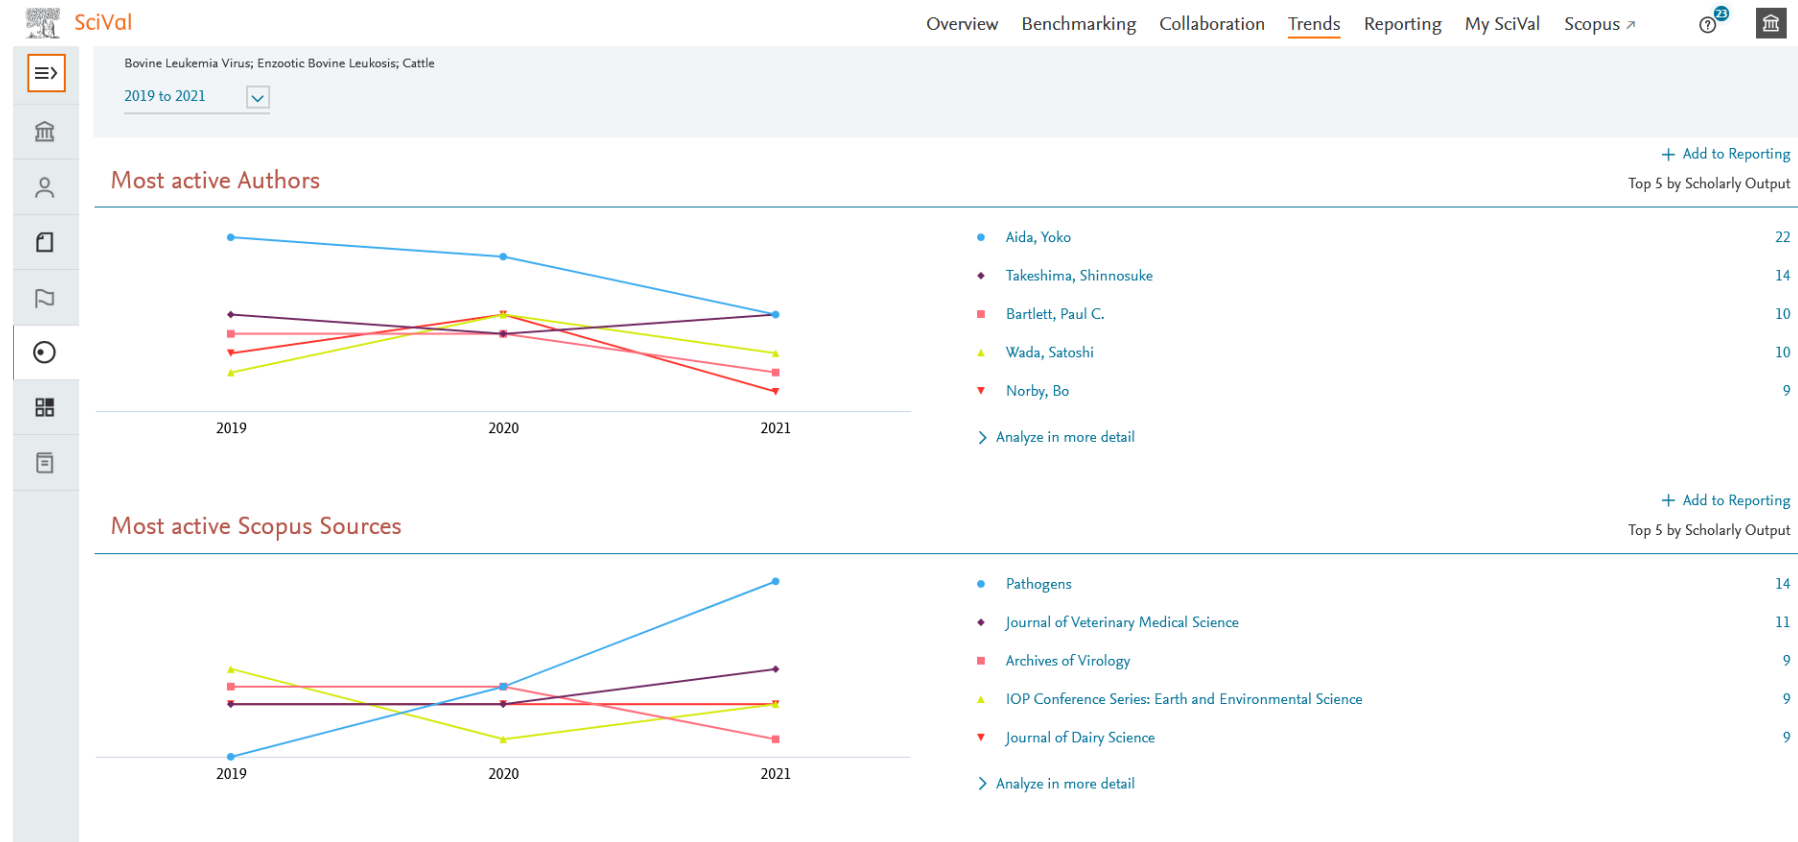 SciVal
Overview Benchmarking Collaboration Trends Reporting My SciVal Scopus ↗ ? 23
Bovine Leukemia Virus; Enzootic Bovine Leukosis; Cattle
2019 to 2021
+ Add to Reporting
Most active Authors
Top 5 by Scholarly Output
Aida, Yoko 22
Takeshima, Shinnosuke 14
Bartlett, Paul C. 10
Wada, Satoshi 10
Norby, Bo 9
2019 2020 2021
Analyze in more detail
+ Add to Reporting
Most active Scopus Sources
Top 5 by Scholarly Output
Pathogens 14
Journal of Veterinary Medical Science 11
Archives of Virology 9
IOP Conference Series: Earth and Environmental Science 9
Journal of Dairy Science 9
2019 2020 2021
Analyze in more detail